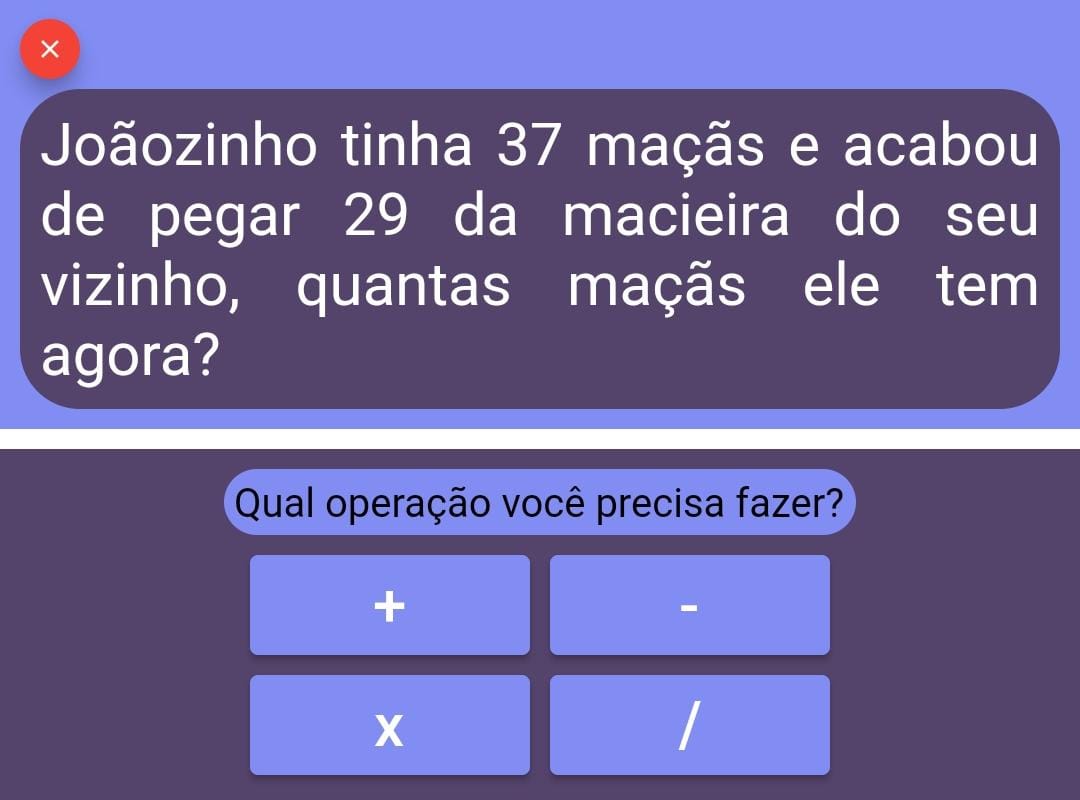 ×
Joãozinho tinha 37 maçãs e acabou
de pegar 29 da macieira do seu
vizinho, quantas maçãs ele tem
agora?
Qual operação você precisa fazer?
+ -
x /